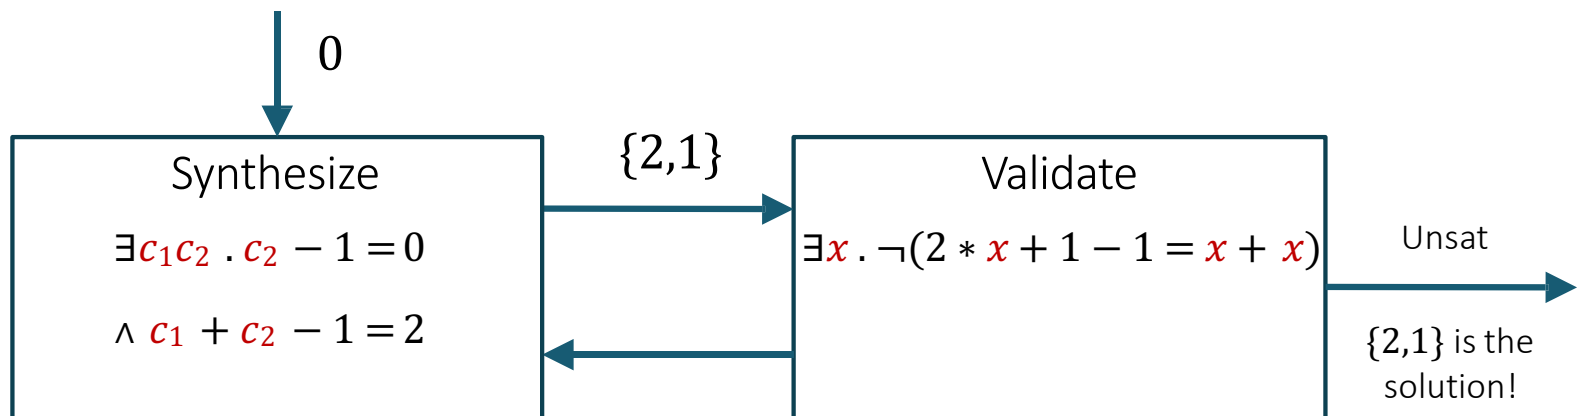 0
Synthesize
∃c₁c₂ . c₂ − 1 = 0
∧ c₁ + c₂ − 1 = 2
{2,1}
Validate
∃x . ¬(2 ∗ x + 1 − 1 = x + x)
Unsat
{2,1} is the
solution!